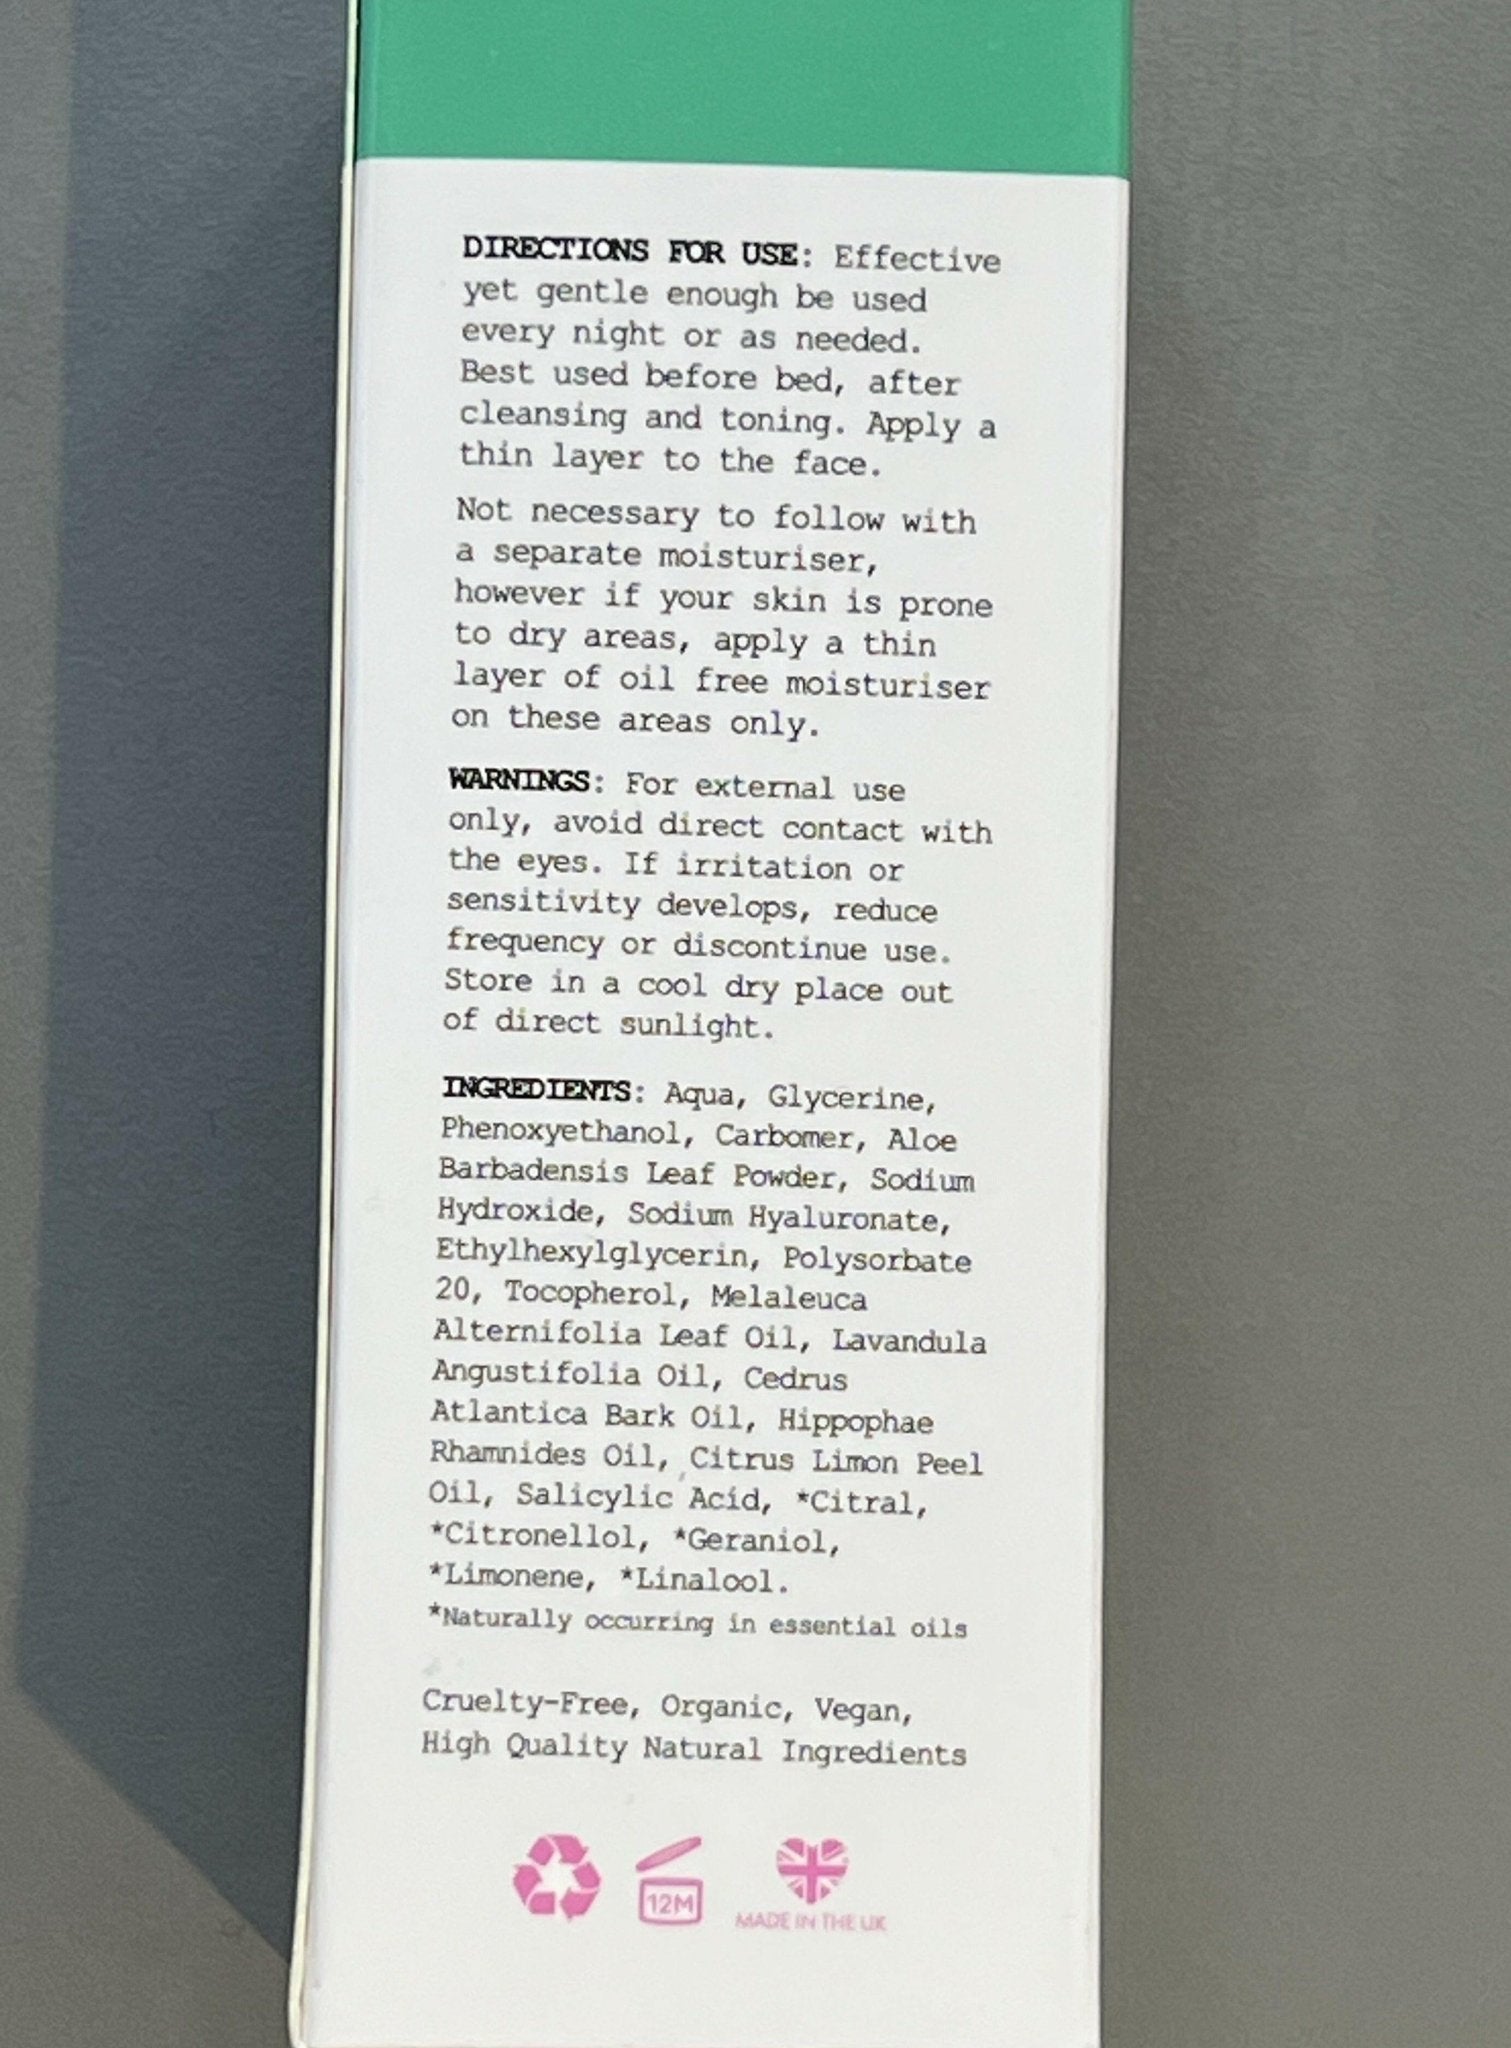 DIRECTIONS FOR USE: Effective
yet gentle enough be used
every night or as needed.
Best used before bed, after
cleansing and toning. Apply a
thin layer to the face.
Not necessary to follow with
a separate moisturiser,
however if your skin is prone
to dry areas, apply a thin
layer of oil free moisturiser
on these areas only.
WARNINGS: For external use
only, avoid direct contact with
the eyes. If irritation or
sensitivity develops, reduce
frequency or discontinue use.
Store in a cool dry place out
of direct sunlight.
INGREDIENTS: Aqua, Glycerine,
Phenoxyethanol, Carbomer, Aloe
Barbadensis Leaf Powder, Sodium
Hydroxide, Sodium Hyaluronate,
Ethylhexylglycerin, Polysorbate
20, Tocopherol, Melaleuca
Alternifolia Leaf Oil, Lavandula
Angustifolia Oil, Cedrus
Atlantica Bark Oil, Hippophae
Rhamnides Oil, Citrus Limon Peel
Oil, Salicylic Acid, *Citral,
*Citronellol, *Geraniol,
*Limonene, *Linalool.
*Naturally occurring in essential oils
Cruelty-Free, Organic, Vegan,
High Quality Natural Ingredients
12M
MADE IN THE UK